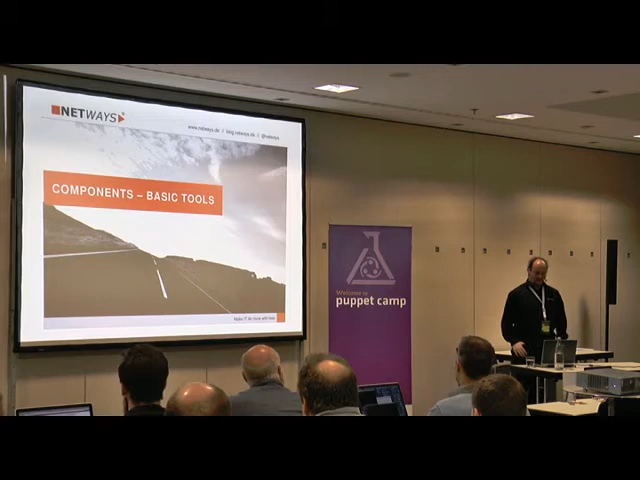 NETWAYS
www.netways.de / blog.netways.de / @netways
COMPONENTS – BASIC TOOLS
Welcome to
puppet camp